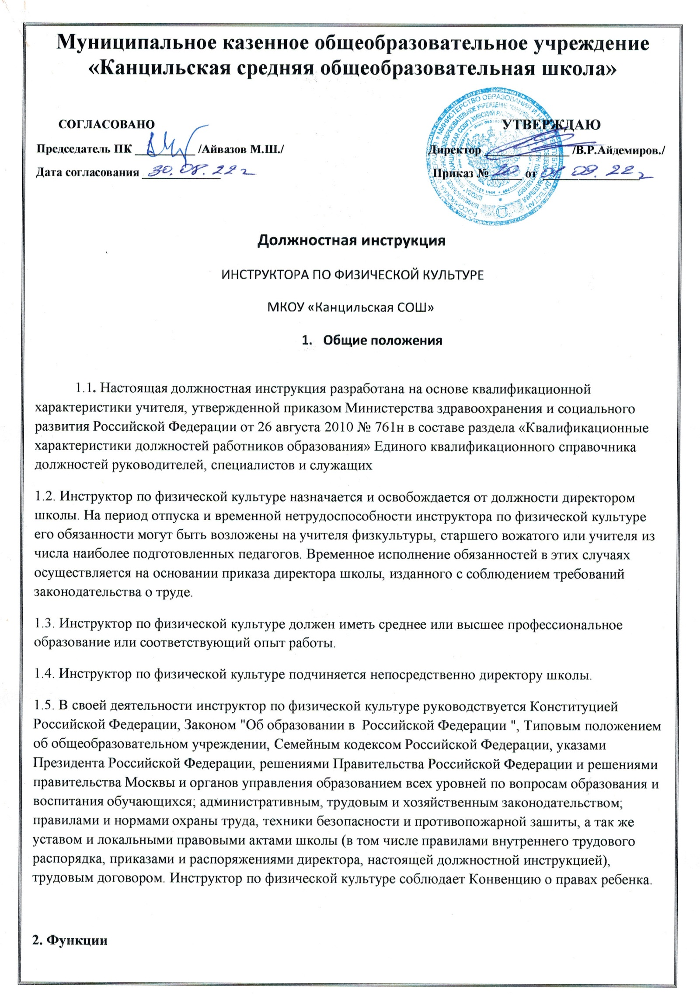 Муниципальное казенное общеобразовательное учреждение
«Канцильская средняя общеобразовательная школа»
СОГЛАСОВАНО
Председатель ПК /Айвазов М.Ш./
Дата согласования 30.08.22г
УТВЕРЖДАЮ
Директор /В.Р.Айдемиров./
Приказ № 20 от 01.09.22г
Должностная инструкция
ИНСТРУКТОРА ПО ФИЗИЧЕСКОЙ КУЛЬТУРЕ
МКОУ «Канцильская СОШ»
1. Общие положения
1.1. Настоящая должностная инструкция разработана на основе квалификационной
характеристики учителя, утвержденной приказом Министерства здравоохранения и социального
развития Российской Федерации от 26 августа 2010 № 761н в составе раздела «Квалификационные
характеристики должностей работников образования» Единого квалификационного справочника
должностей руководителей, специалистов и служащих
1.2. Инструктор по физической культуре назначается и освобождается от должности директором
школы. На период отпуска и временной нетрудоспособности инструктора по физической культуре
его обязанности могут быть возложены на учителя физкультуры, старшего вожатого или учителя из
числа наиболее подготовленных педагогов. Временное исполнение обязанностей в этих случаях
осуществляется на основании приказа директора школы, изданного с соблюдением требований
законодательства о труде.
1.3. Инструктор по физической культуре должен иметь среднее или высшее профессиональное
образование или соответствующий опыт работы.
1.4. Инструктор по физической культуре подчиняется непосредственно директору школы.
1.5. В своей деятельности инструктор по физической культуре руководствуется Конституцией
Российской Федерации, Законом "Об образовании в Российской Федерации ", Типовым положением
об общеобразовательном учреждении, Семейным кодексом Российской Федерации, указами
Президента Российской Федерации, решениями Правительства Российской Федерации и решениями
правительства Москвы и органов управления образованием всех уровней по вопросам образования и
воспитания обучающихся; административным, трудовым и хозяйственным законодательством;
правилами и нормами охраны труда, техники безопасности и противопожарной зашиты, а так же
уставом и локальными правовыми актами школы (в том числе правилами внутреннего трудового
распорядка, приказами и распоряжениями директора, настоящей должностной инструкцией),
трудовым договором. Инструктор по физической культуре соблюдает Конвенцию о правах ребенка.
2. Функции